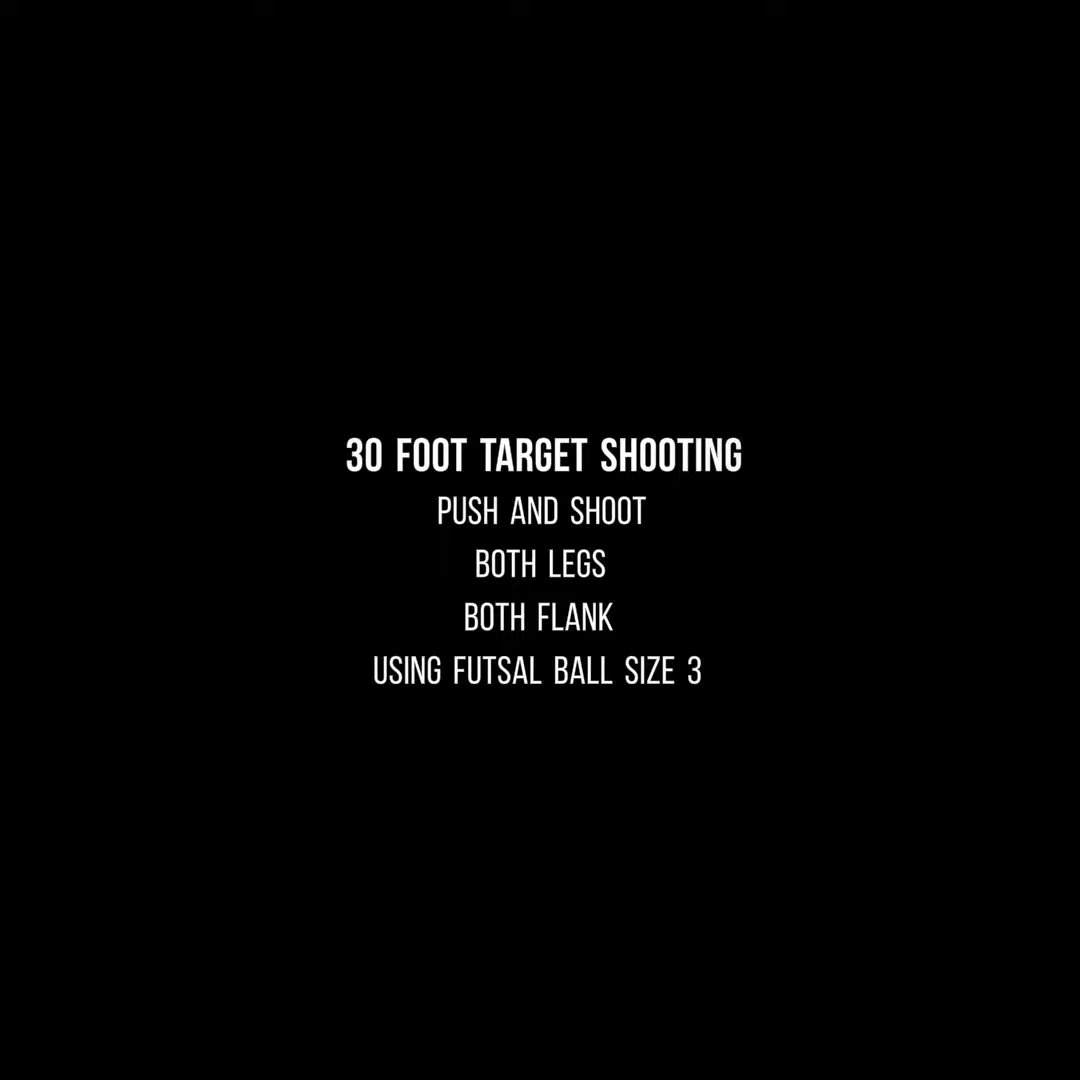 30 FOOT TARGET SHOOTING
PUSH AND SHOOT
BOTH LEGS
BOTH FLANK
USING FUTSAL BALL SIZE 3